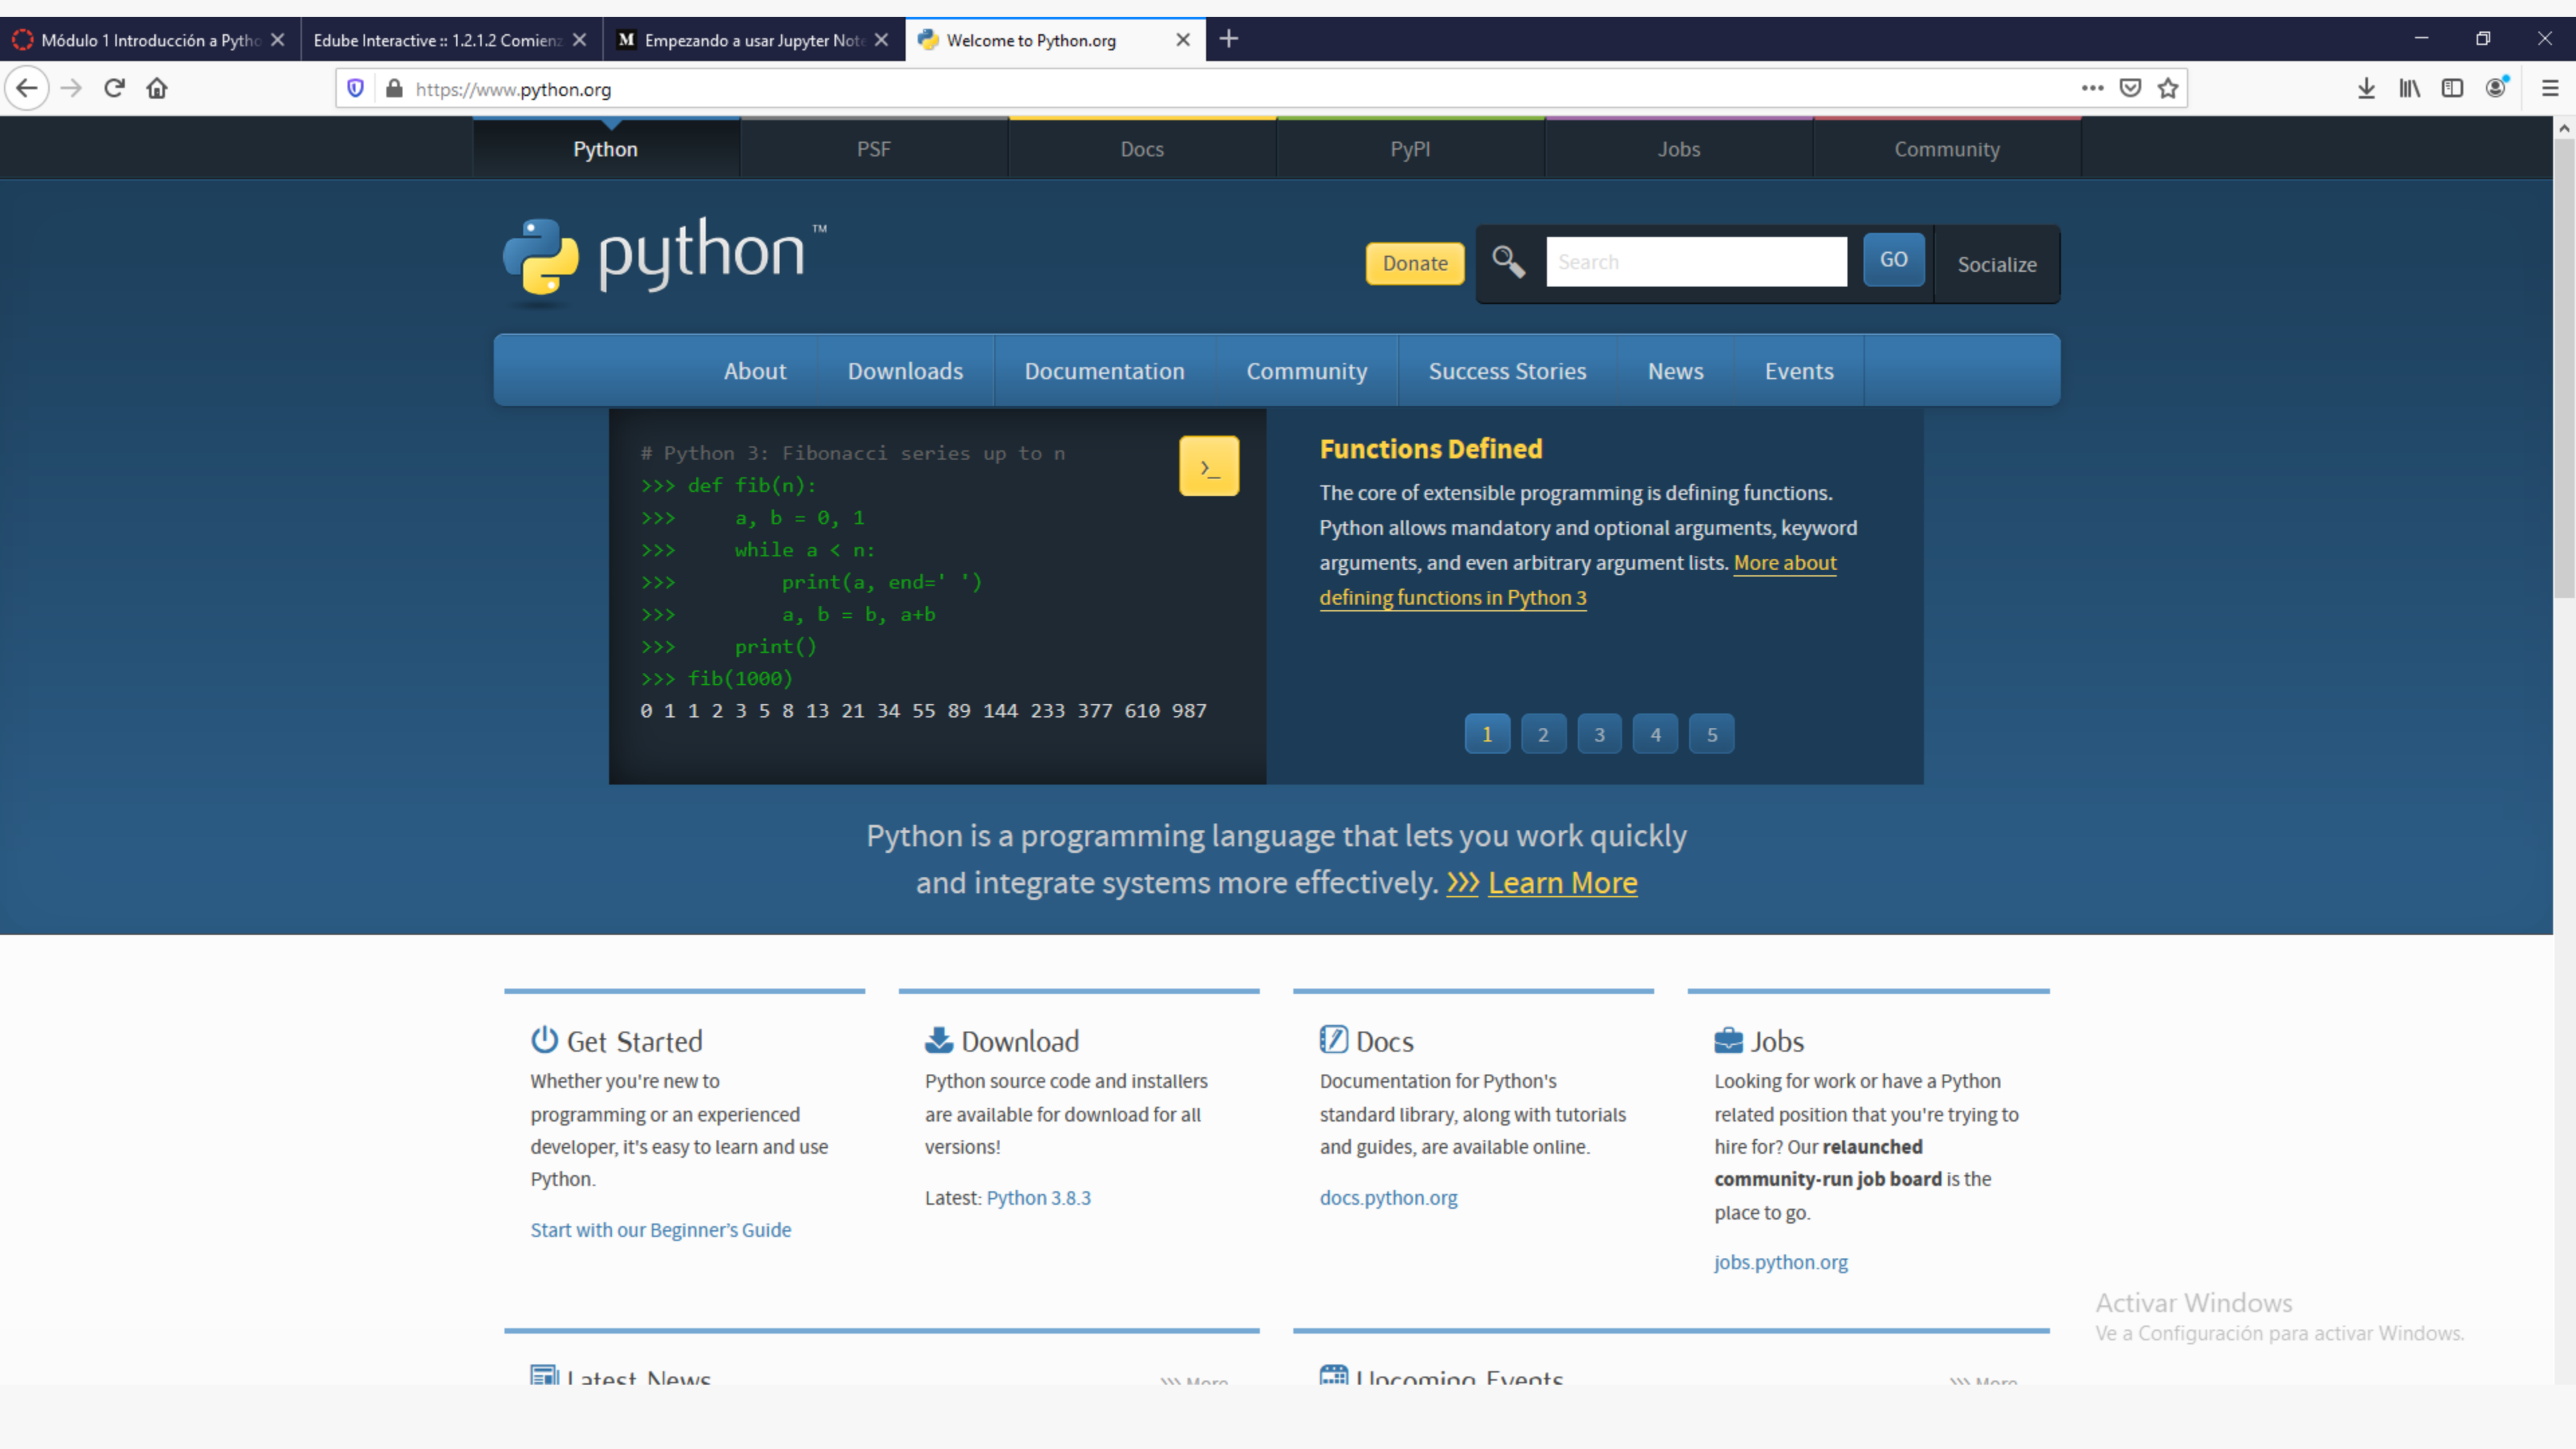 Módulo 1 Introducción a Pytho
Edube Interactive :: 1.2.1.2 Comienz
M Empezando a usar Jupyter Note
Welcome to Python.org
https://www.python.org
Python
PSF
Docs
PyPI
Jobs
Community
python™
Donate
Search
GO
Socialize
About
Downloads
Documentation
Community
Success Stories
News
Events
# Python 3: Fibonacci series up to n
>>> def fib(n):
>>>     a, b = 0, 1
>>>     while a < n:
>>>         print(a, end=' ')
>>>         a, b = b, a+b
>>>     print()
>>> fib(1000)
0 1 1 2 3 5 8 13 21 34 55 89 144 233 377 610 987
>_
Functions Defined
The core of extensible programming is defining functions.
Python allows mandatory and optional arguments, keyword
arguments, and even arbitrary argument lists. More about
defining functions in Python 3
1 2 3 4 5
Python is a programming language that lets you work quickly
and integrate systems more effectively. >>> Learn More
Get Started
Whether you're new to
programming or an experienced
developer, it's easy to learn and use
Python.
Start with our Beginner's Guide
Download
Python source code and installers
are available for download for all
versions!
Latest: Python 3.8.3
Docs
Documentation for Python's
standard library, along with tutorials
and guides, are available online.
docs.python.org
Jobs
Looking for work or have a Python
related position that you're trying to
hire for? Our relaunched
community-run job board is the
place to go.
jobs.python.org
Activar Windows
Ve a Configuración para activar Windows.
Latest News
>>> More
Upcoming Events
>>> More